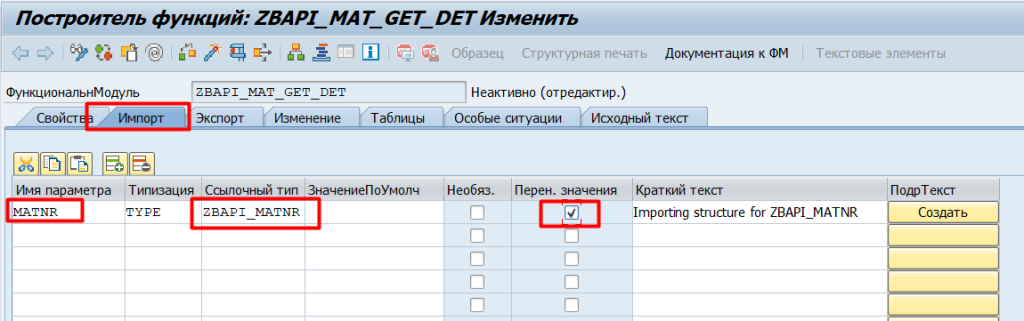 Построитель функций: ZBAPI_MAT_GET_DET Изменить
Образец Структурная печать Документация к ФМ Текстовые элементы
ФункциональнМодуль ZBAPI_MAT_GET_DET Неактивно (отредактир.)
Свойства Импорт Экспорт Изменение Таблицы Особые ситуации Исходный текст
Имя параметра Типизация Ссылочный тип ЗначениеПоУмолч Необяз. Перен. значения Краткий текст ПодрТекст
MATNR TYPE ZBAPI_MATNR Importing structure for ZBAPI_MATNR Создать